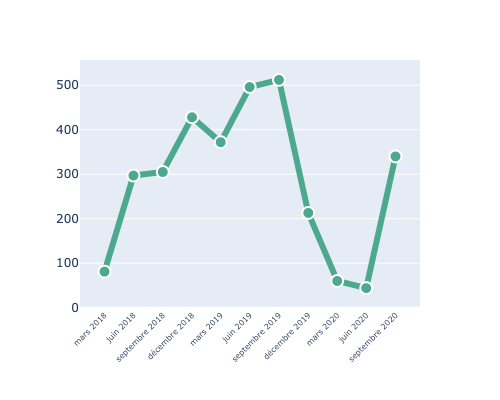 500
400
300
200
100
0
mars 2018
juin 2018
septembre 2018
décembre 2018
mars 2019
juin 2019
septembre 2019
décembre 2019
mars 2020
juin 2020
septembre 2020